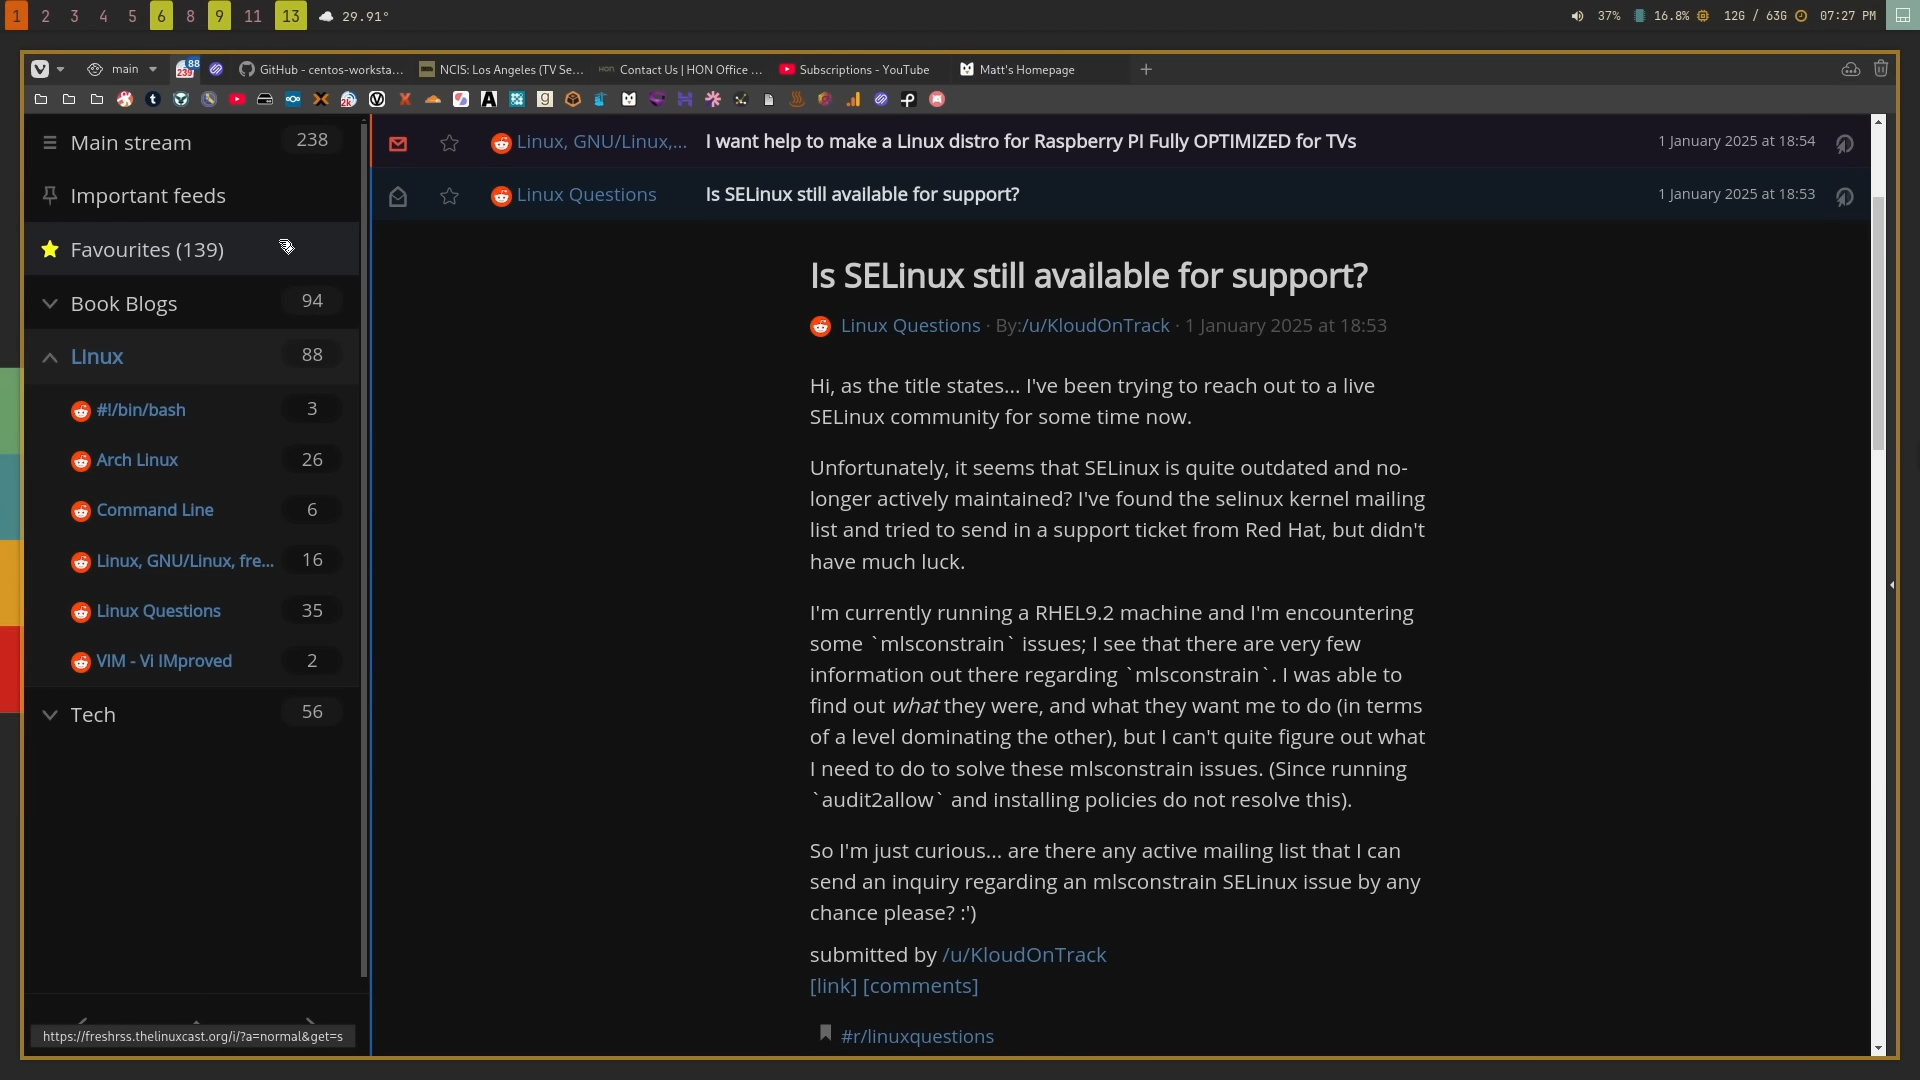 1 2 3 4 5 6 8 9 11 13 29.91° 37% 16.8% 12G / 63G 07:27 PM
main 88 239 GitHub - centos-worksta... NCIS: Los Angeles (TV Se... HON Contact Us | HON Office ... Subscriptions - YouTube Matt's Homepage
Main stream 238
Important feeds
Favourites (139)
Book Blogs 94
Linux 88
#!/bin/bash 3
Arch Linux 26
Command Line 6
Linux, GNU/Linux, fre... 16
Linux Questions 35
VIM - Vi IMproved 2
Tech 56
https://freshrss.thelinuxcast.org/i/?a=normal&get=s
Linux, GNU/Linux,... I want help to make a Linux distro for Raspberry PI Fully OPTIMIZED for TVs 1 January 2025 at 18:54
Linux Questions Is SELinux still available for support? 1 January 2025 at 18:53
Is SELinux still available for support?
Linux Questions · By:/u/KloudOnTrack · 1 January 2025 at 18:53
Hi, as the title states... I've been trying to reach out to a live
SELinux community for some time now.
Unfortunately, it seems that SELinux is quite outdated and no-
longer actively maintained? I've found the selinux kernel mailing
list and tried to send in a support ticket from Red Hat, but didn't
have much luck.
I'm currently running a RHEL9.2 machine and I'm encountering
some `mlsconstrain` issues; I see that there are very few
information out there regarding `mlsconstrain`. I was able to
find out what they were, and what they want me to do (in terms
of a level dominating the other), but I can't quite figure out what
I need to do to solve these mlsconstrain issues. (Since running
`audit2allow` and installing policies do not resolve this).
So I'm just curious... are there any active mailing list that I can
send an inquiry regarding an mlsconstrain SELinux issue by any
chance please? :')
submitted by /u/KloudOnTrack
[link] [comments]
#r/linuxquestions